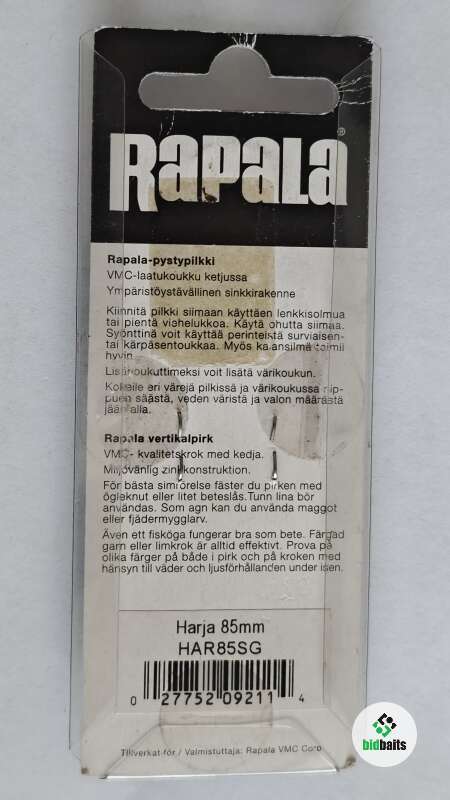 RAPALA®
Rapala-pystypilkki
VMC-laatukoukku ketjussa
Ympäristöystävällinen sinkkirakenne
Kiinnitä pilkki siimaan käyttäen lenkkisolmua
tai pientä viehelukkoa. Käytä ohutta siimaa.
Syönttinä voit käyttää perinteistä surviaisen-
tai kärpäsentoukkaa. Myös kalansilmä toimii
hyvin.
Lisähoukuttimeksi voit lisätä värikoukun.
Kokeile eri värejä pilkissä ja värikoukussa riip-
puen säästä, veden väristä ja valon määrästä
jään alla.
Rapala vertikalpirk
VMC- kvalitetskrok med kedja.
Miljövänlig zinkkonstruktion.
För bästa simrörelse fäster du pirken med
ögleknut eller litet beteslås.Tunn lina bör
användas. Som agn kan du använda maggot
eller fjädermygglarv.
Även ett fisköga fungerar bra som bete. Färgad
garn eller limkrok är alltid effektivt. Prova på
olika färger på både i pirk och på kroken med
hänsyn till väder och ljusförhållanden under isen.
Harja 85mm
HAR85SG
0 27752 09211 4
Tillverkat för / Valmistuttaja: Rapala VMC Corp
bidbaits